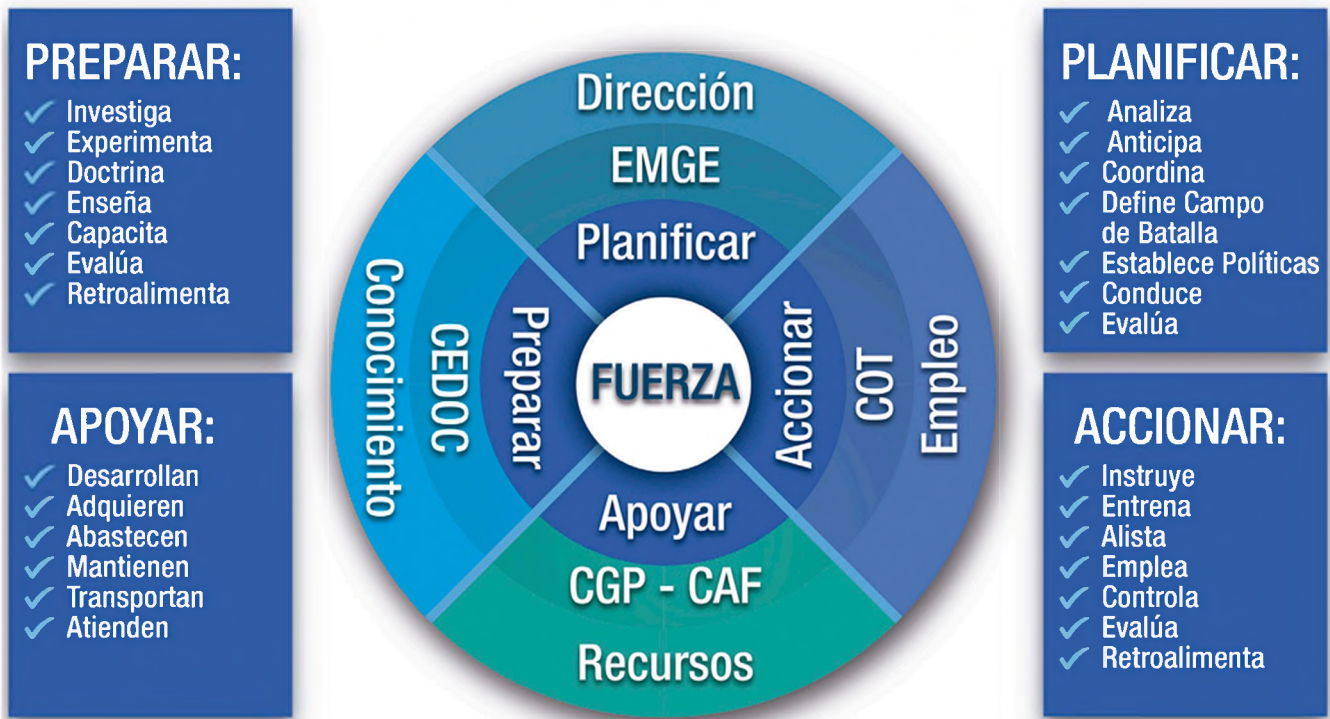 PREPARAR:
Investiga
Experimenta
Doctrina
Enseña
Capacita
Evalúa
Retroalimenta
APOYAR:
Desarrollan
Adquieren
Abastecen
Mantienen
Transportan
Atienden
Dirección
EMGE
Planificar
Conocimiento
CEDOC
Preparar
FUERZA
Accionar
COT
Empleo
Apoyar
CGP - CAF
Recursos
PLANIFICAR:
Analiza
Anticipa
Coordina
Define Campo
de Batalla
Establece Políticas
Conduce
Evalúa
ACCIONAR:
Instruye
Entrena
Alista
Emplea
Controla
Evalúa
Retroalimenta